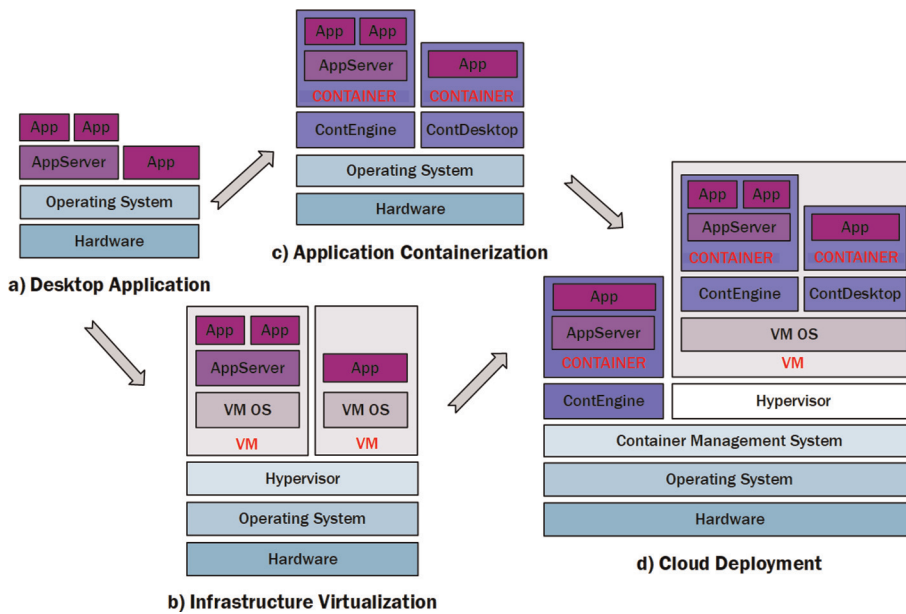 App App
AppServer App
Operating System
Hardware
a) Desktop Application
App App
AppServer
CONTAINER
App
CONTAINER
ContEngine ContDesktop
Operating System
Hardware
c) Application Containerization
App App
AppServer
VM OS
VM
App
VM OS
VM
Hypervisor
Operating System
Hardware
b) Infrastructure Virtualization
App
AppServer
CONTAINER
ContEngine
App App
AppServer
CONTAINER
App
CONTAINER
ContEngine ContDesktop
VM OS
VM
Hypervisor
Container Management System
Operating System
Hardware
d) Cloud Deployment